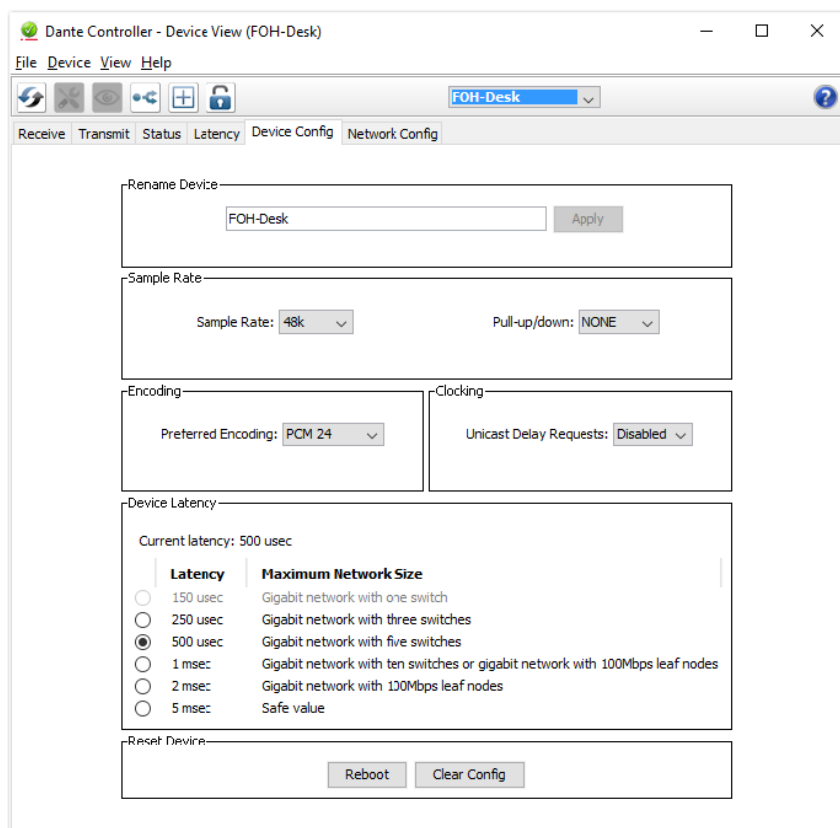 Dante Controller - Device View (FOH-Desk)
File Device View Help
FOH-Desk
?
Receive Transmit Status Latency Device Config Network Config
Rename Device
FOH-Desk Apply
Sample Rate
Sample Rate: 48k Pull-up/down: NONE
Encoding Clocking
Preferred Encoding: PCM 24 Unicast Delay Requests: Disabled
Device Latency
Current latency: 500 usec
Latency Maximum Network Size
150 usec Gigabit network with one switch
250 usec Gigabit network with three switches
500 usec Gigabit network with five switches
1 msec Gigabit network with ten switches or gigabit network with 100Mbps leaf nodes
2 msec Gigabit network with 100Mbps leaf nodes
5 msec Safe value
Reset Device
Reboot Clear Config